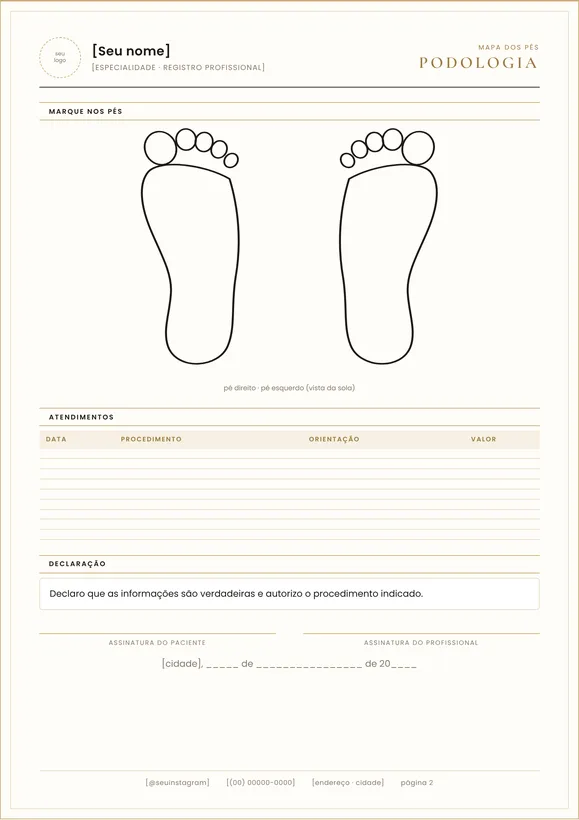 seu
logo
[Seu nome]
[ESPECIALIDADE · REGISTRO PROFISSIONAL]
MAPA DOS PÉS
PODOLOGIA
MARQUE NOS PÉS
pé direito · pé esquerdo (vista da sola)
ATENDIMENTOS
DATA PROCEDIMENTO ORIENTAÇÃO VALOR
DECLARAÇÃO
Declaro que as informações são verdadeiras e autorizo o procedimento indicado.
ASSINATURA DO PACIENTE ASSINATURA DO PROFISSIONAL
[cidade], _____ de ________________ de 20____
[@seuinstagram] [(00) 00000-0000] [endereço · cidade] página 2